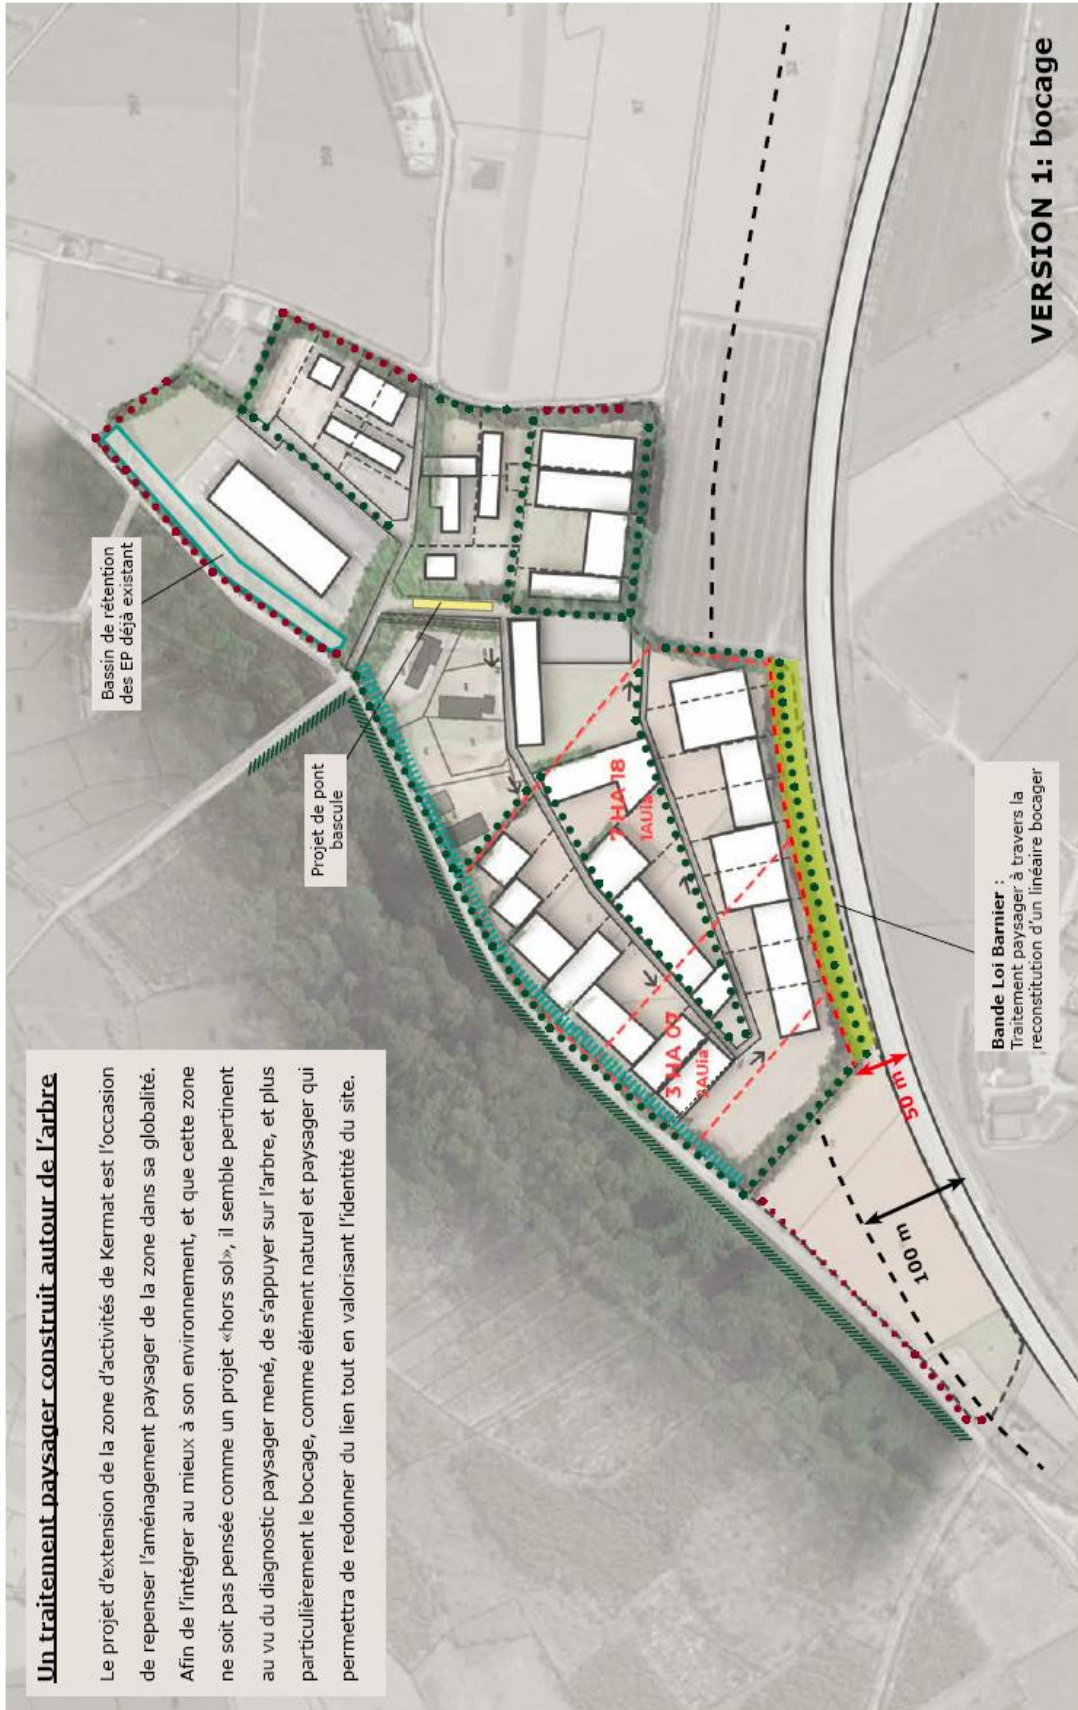 Un traitement paysager construit autour de l'arbre
Le projet d'extension de la zone d'activités de Kermat est l'occasion
de repenser l'aménagement paysager de la zone dans sa globalité.
Afin de l'intégrer au mieux à son environnement, et que cette zone
ne soit pas pensée comme un projet «hors sol», il semble pertinent
au vu du diagnostic paysager mené, de s'appuyer sur l'arbre, et plus
particulièrement le bocage, comme élément naturel et paysager qui
permettra de redonner du lien tout en valorisant l'identité du site.
Bassin de rétention
des EP déjà existant
Projet de pont
bascule
3 HA 07
2AUia
2 HA 18
1AUia
50 m
100 m
Bande Loi Barnier :
Traitement paysager à travers la
reconstitution d'un linéaire bocager
VERSION 1: bocage